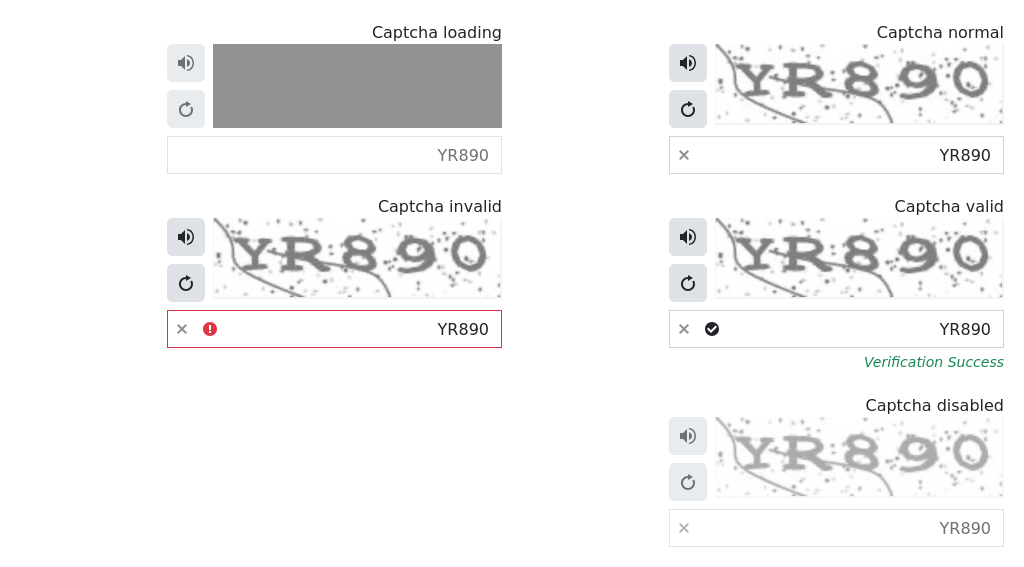 Captcha loading
YR890
Captcha normal
YR890
YR890
Captcha invalid
YR890
YR890
Captcha valid
YR890
YR890
Verification Success
Captcha disabled
YR890
YR890